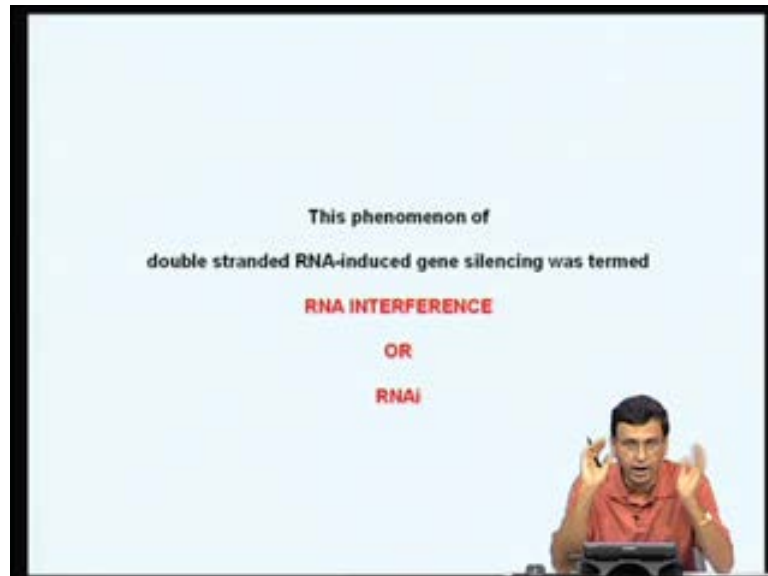 This phenomenon of
double stranded RNA-induced gene silencing was termed
RNA INTERFERENCE
OR
RNAi